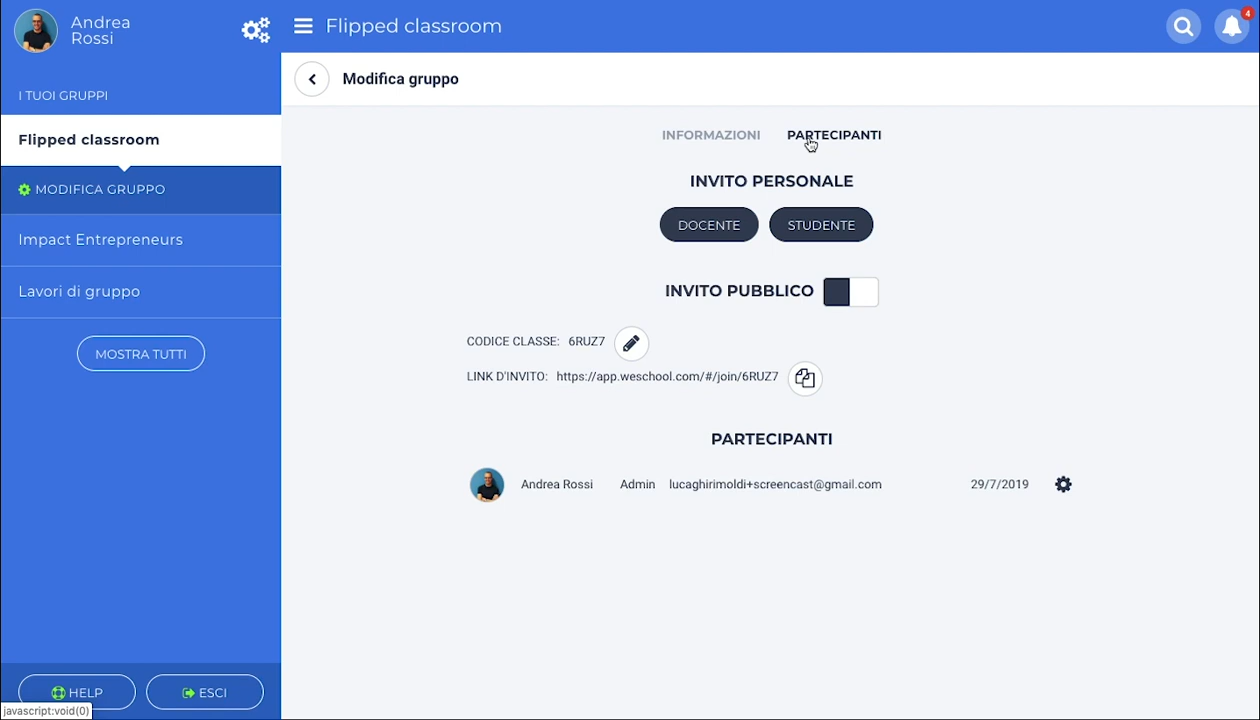 Andrea
Rossi
Flipped classroom
4
Modifica gruppo
I TUOI GRUPPI
Flipped classroom
MODIFICA GRUPPO
Impact Entrepreneurs
Lavori di gruppo
MOSTRA TUTTI
HELP
ESCI
javascript:void(0)
INFORMAZIONI PARTECIPANTI
INVITO PERSONALE
DOCENTE STUDENTE
INVITO PUBBLICO
CODICE CLASSE: 6RUZ7
LINK D'INVITO: https://app.weschool.com/#/join/6RUZ7
PARTECIPANTI
Andrea Rossi Admin lucaghirimoldi+screencast@gmail.com 29/7/2019